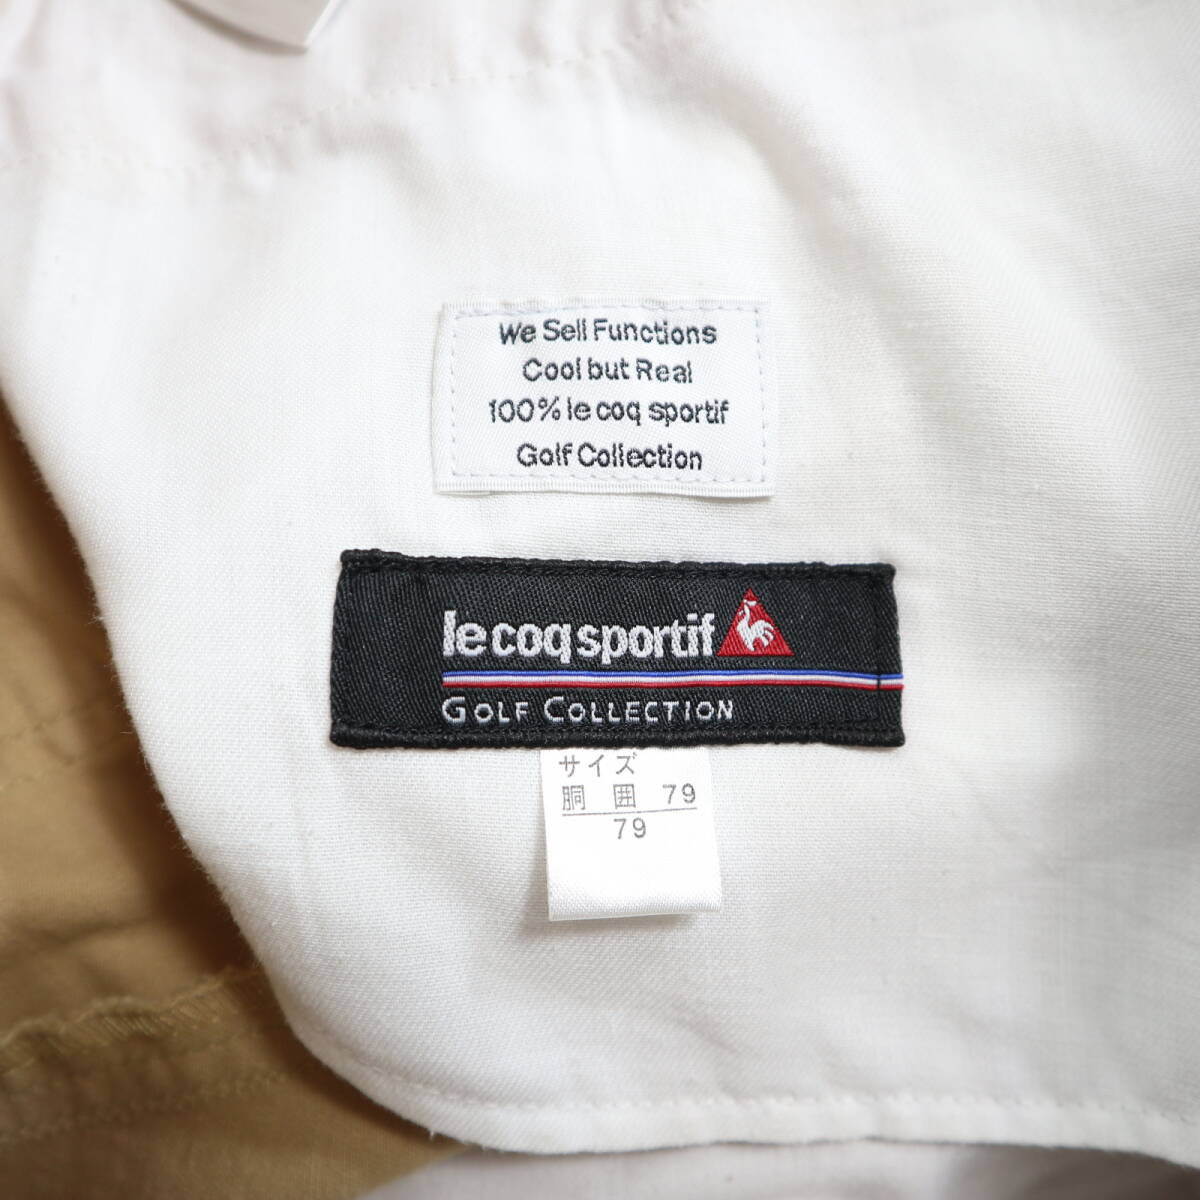 We Sell Functions
Cool but Real
100% le coq sportif
Golf Collection
le coq sportif
GOLF COLLECTION
サイズ
胴 囲 79
79